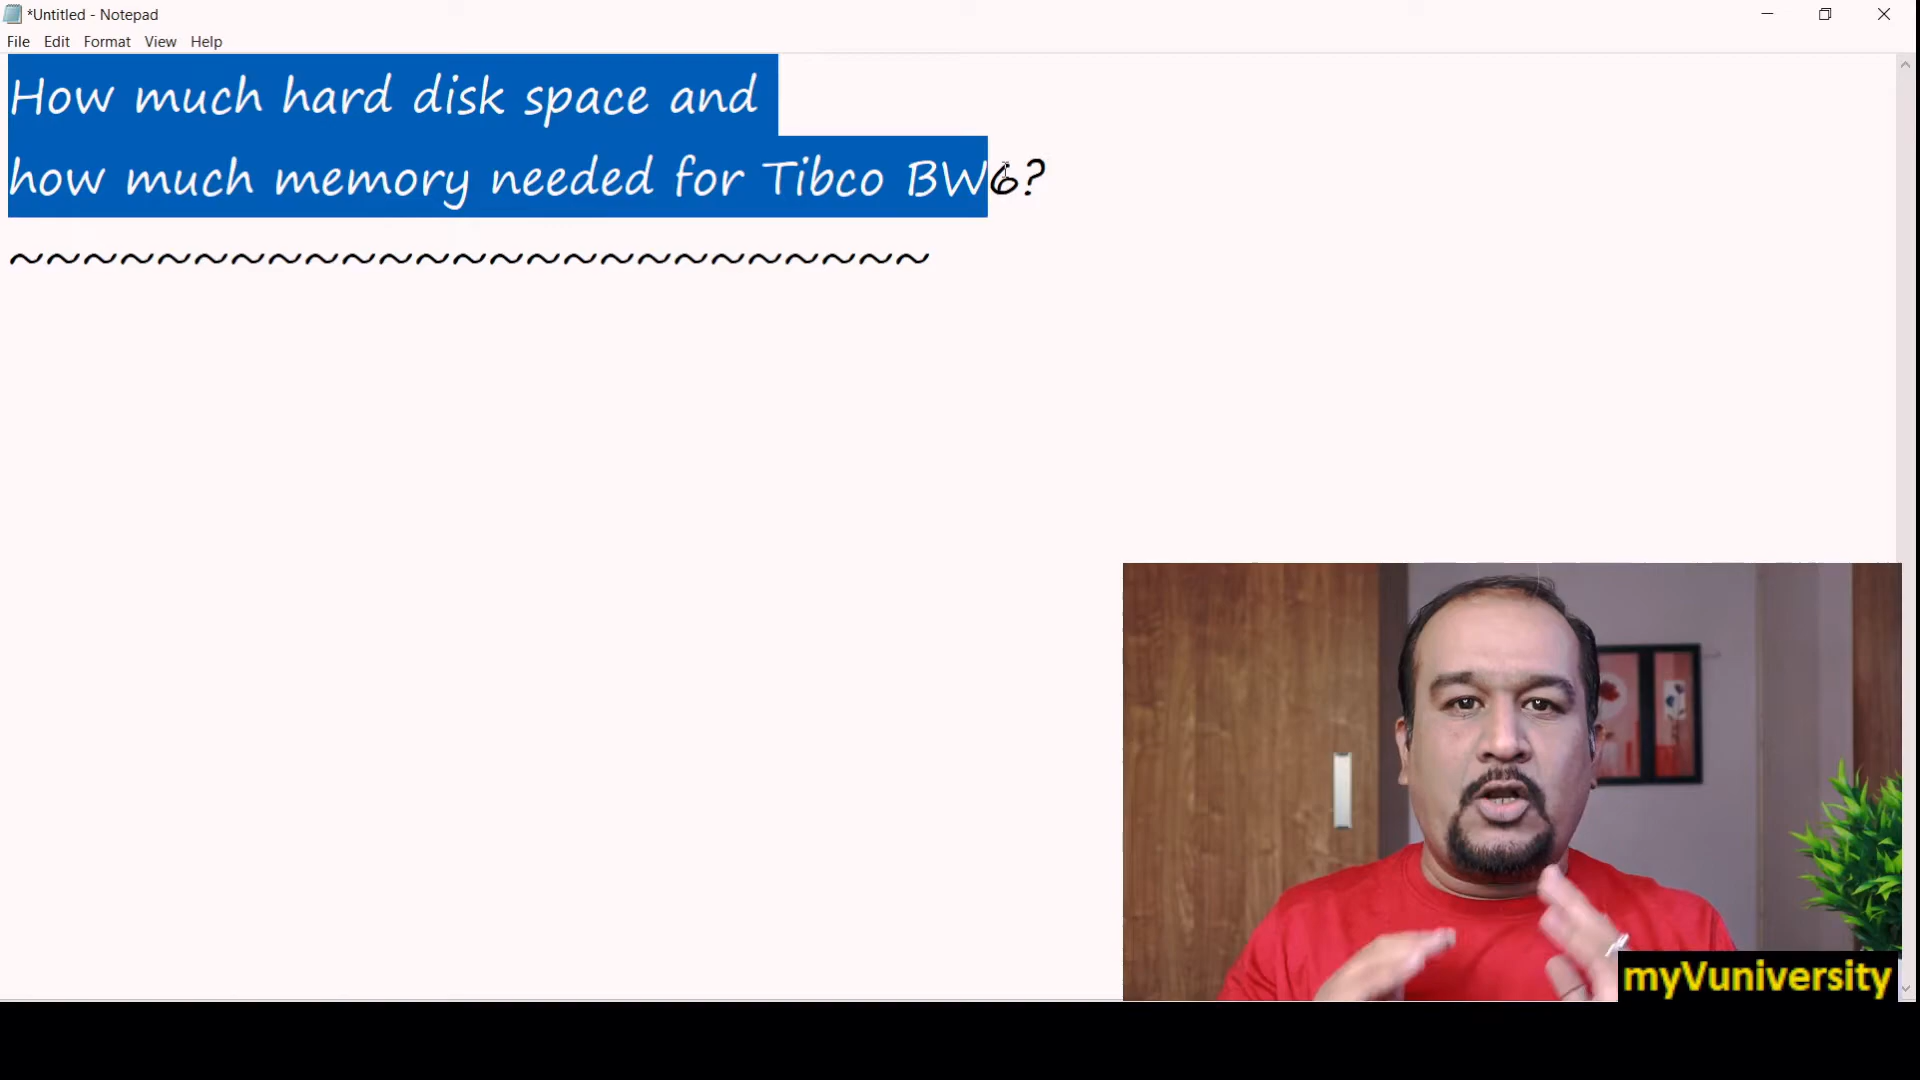 *Untitled - Notepad
File Edit Format View Help
How much hard disk space and
how much memory needed for Tibco BW6?
~~~~~~~~~~~~~~~~~~~~~~~~~
myVuniversity